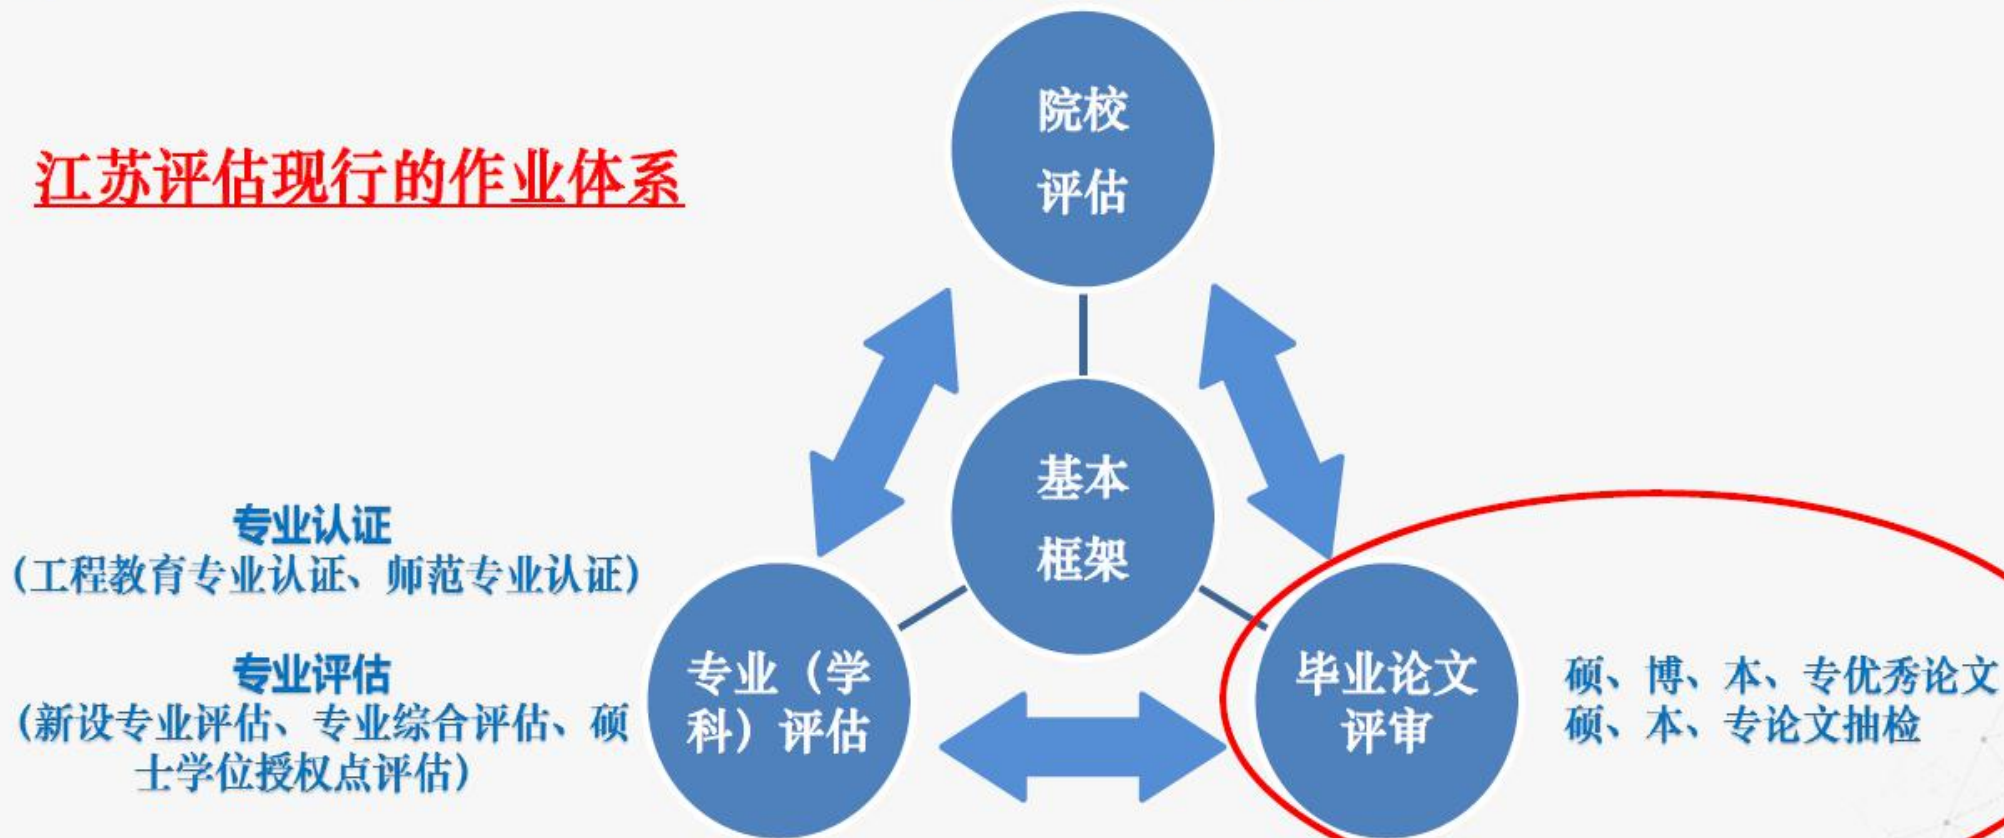 江苏评估现行的作业体系
院校
评估
基本
框架
专业认证
(工程教育专业认证、师范专业认证)
专业评估
(新设专业评估、专业综合评估、硕
士学位授权点评估)
专业（学
科）评估
毕业论文
评审
硕、博、本、专优秀论文
硕、本、专论文抽检